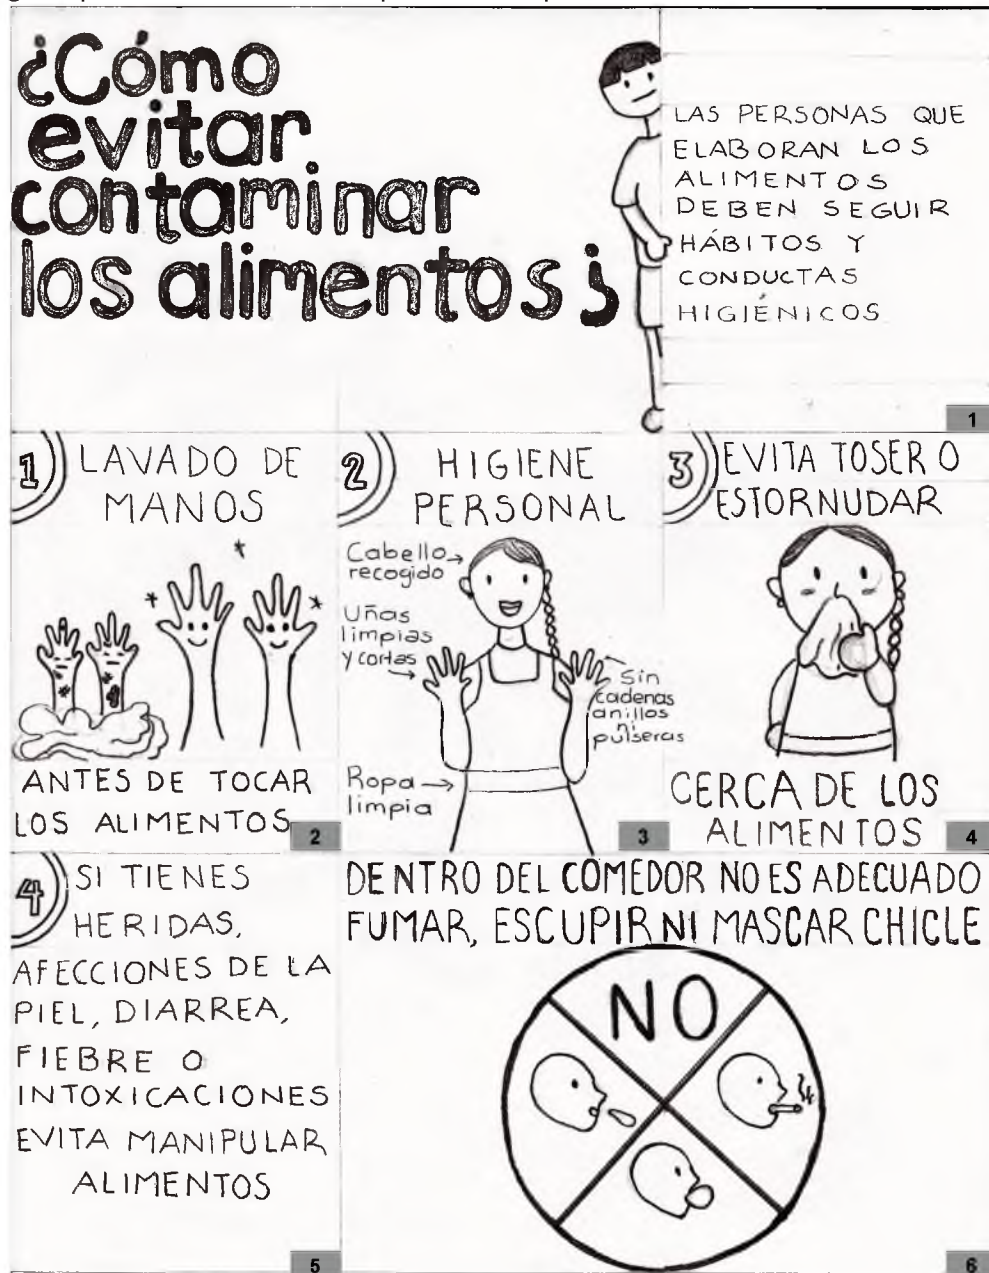 ¿Cómo
evitar
contaminar
los alimentos ¿
LAS PERSONAS QUE
ELABORAN LOS
ALIMENTOS
DEBEN SEGUIR
HÁBITOS Y
CONDUCTAS
HIGIÉNICOS
1
1
LAVADO DE
MANOS
ANTES DE TOCAR
LOS ALIMENTOS
2
2
HIGIENE
PERSONAL
Cabello
recogido
Uñas
limpias
y cortas
Sin
cadenas
anillos
ni
pulseras
Ropa
limpia
3
3
EVITA TOSER O
ESTORNUDAR
CERCA DE LOS
ALIMENTOS
4
4
SI TIENES
HERIDAS,
AFECCIONES DE LA
PIEL, DIARREA,
FIEBRE O
INTOXICACIONES
EVITA MANIPULAR
ALIMENTOS
5
DENTRO DEL COMEDOR NO ES ADECUADO
FUMAR, ESCUPIR NI MASCAR CHICLE
NO
6